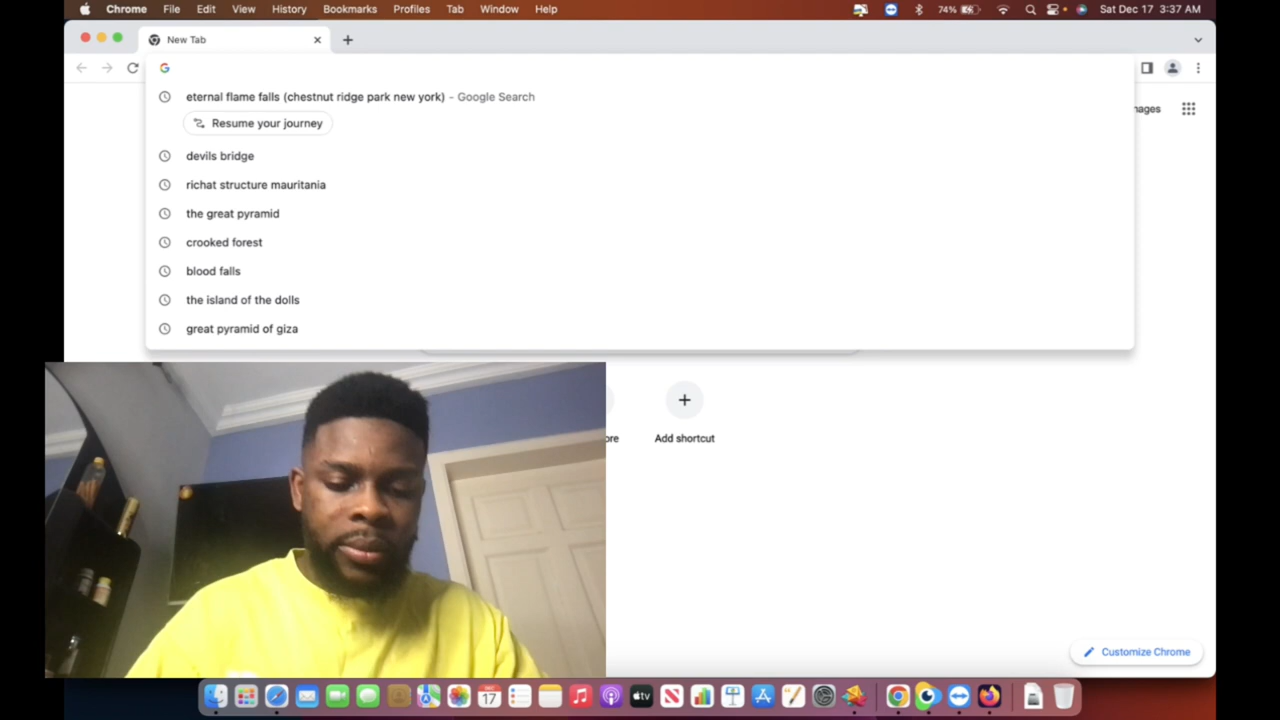 Chrome File Edit View History Bookmarks Profiles Tab Window Help 74% Sat Dec 17 3:37 AM
New Tab
eternal flame falls (chestnut ridge park new york) - Google Search
Resume your journey
devils bridge
richat structure mauritania
the great pyramid
crooked forest
blood falls
the island of the dolls
great pyramid of giza
Add shortcut
Customize Chrome
DEC
17
tv